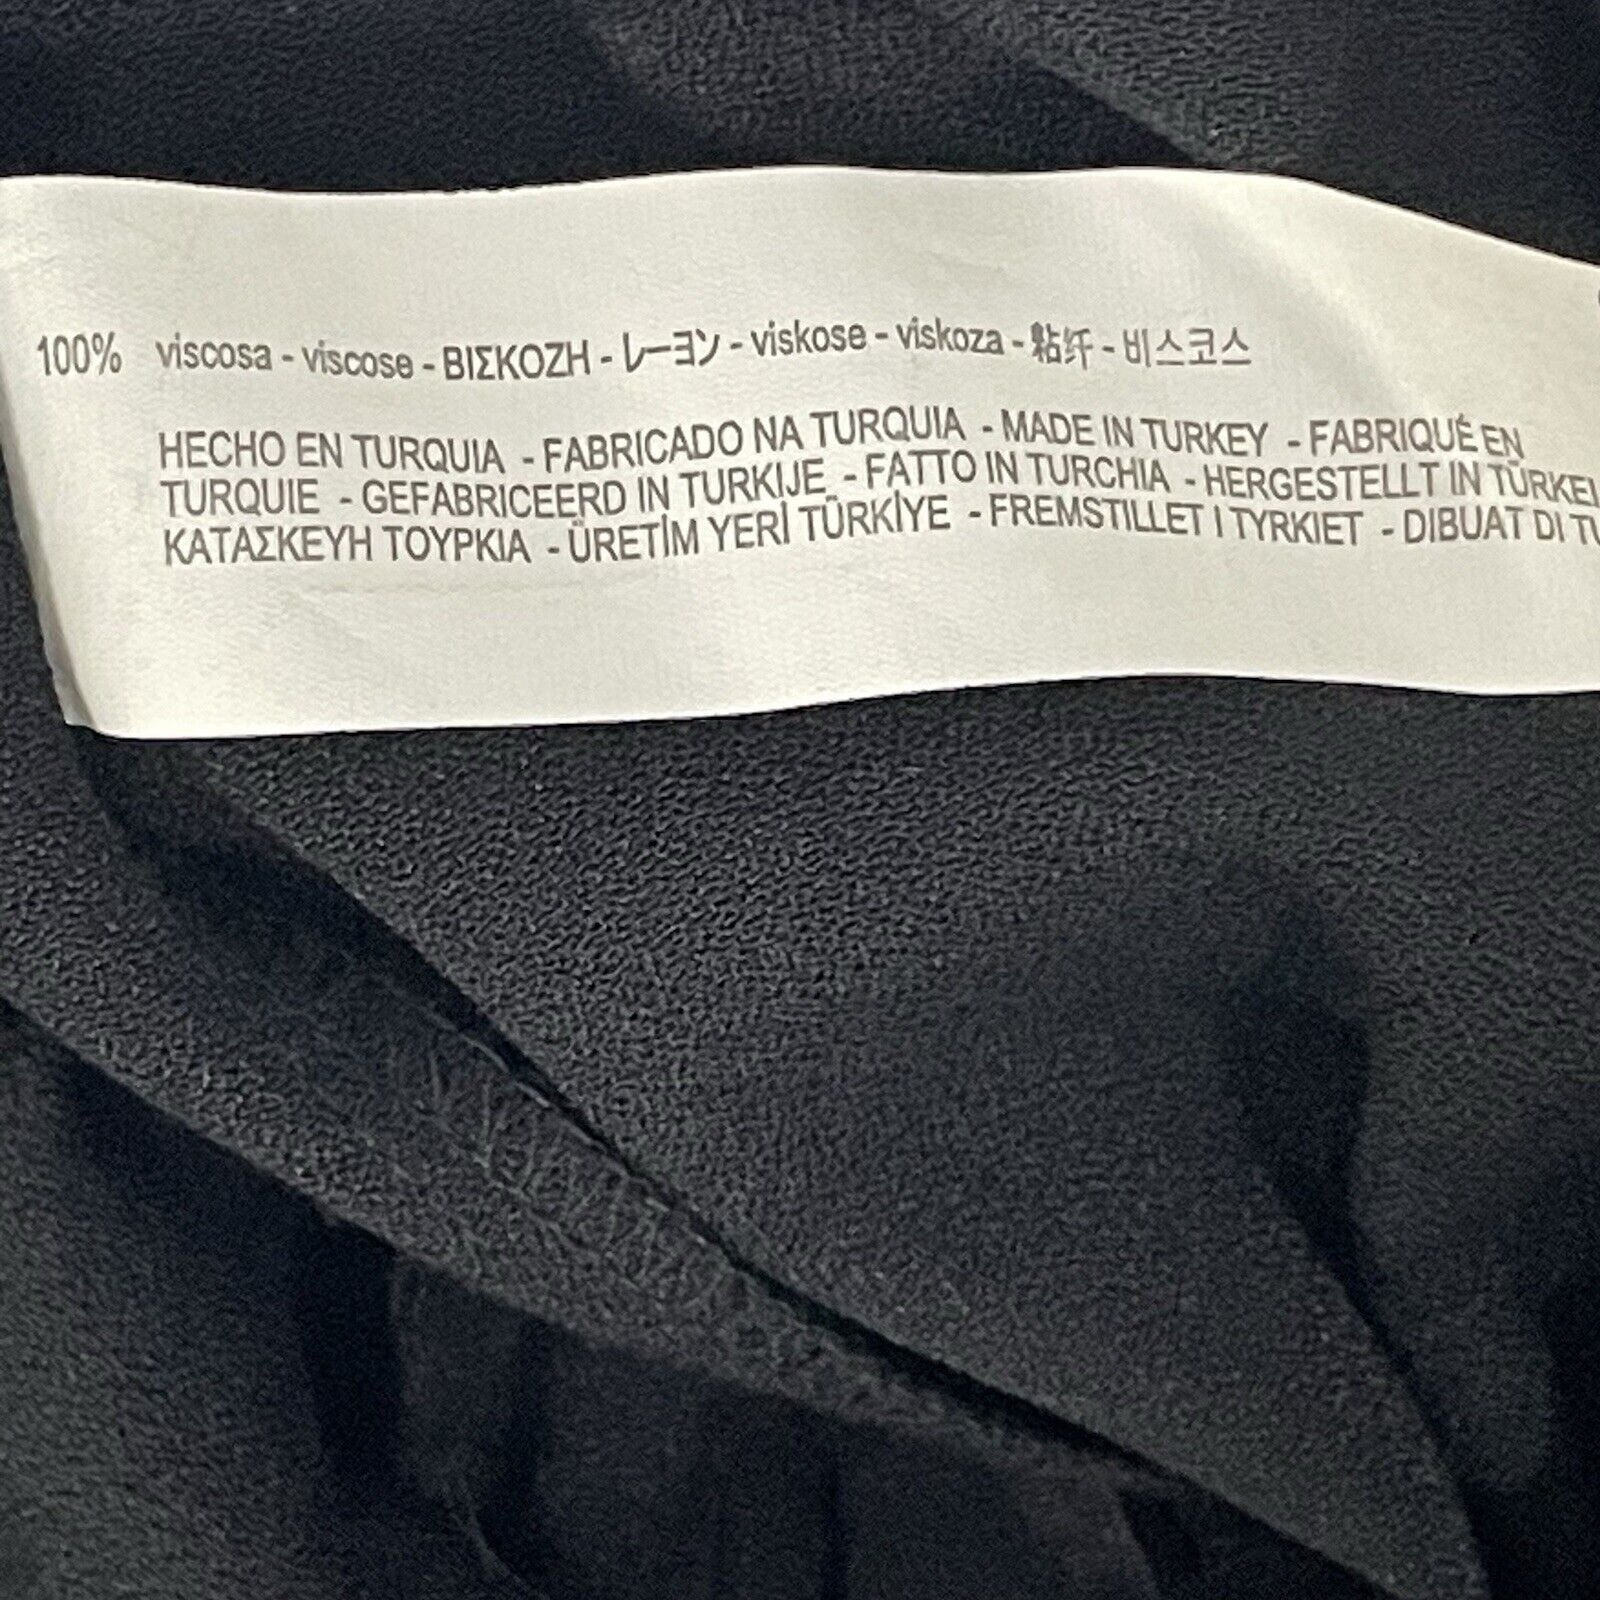 100% viscosa - viscose - ΒΙΣΚΟΖΗ - レーヨン - viskose - viskoza - 粘纤 - 비스코스
HECHO EN TURQUIA - FABRICADO NA TURQUIA - MADE IN TURKEY - FABRIQUÉ EN
TURQUIE - GEFABRICEERD IN TURKIJE - FATTO IN TURCHIA - HERGESTELLT IN TÜRKEI
ΚΑΤΑΣΚΕΥΗ ΤΟΥΡΚΙΑ - ÜRETİM YERİ TÜRKİYE - FREMSTILLET I TYRKIET - DIBUAT DI